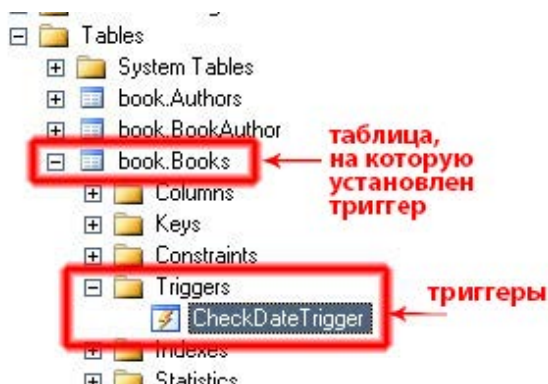 Tables
System Tables
book.Authors
book.BookAuthor
book.Books
Columns
Keys
Constraints
Triggers
CheckDateTrigger
Indexes
Statistics
таблица,
на которую
установлен
триггер
триггеры